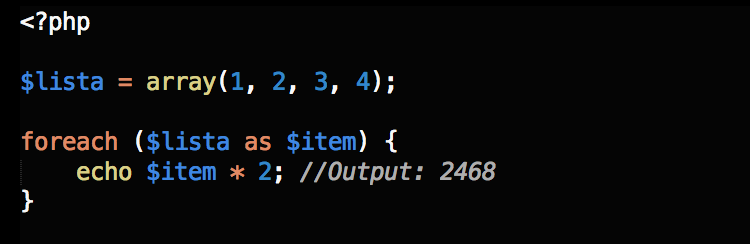 <?php
$lista = array(1, 2, 3, 4);
foreach ($lista as $item) {
    echo $item * 2; //Output: 2468
}